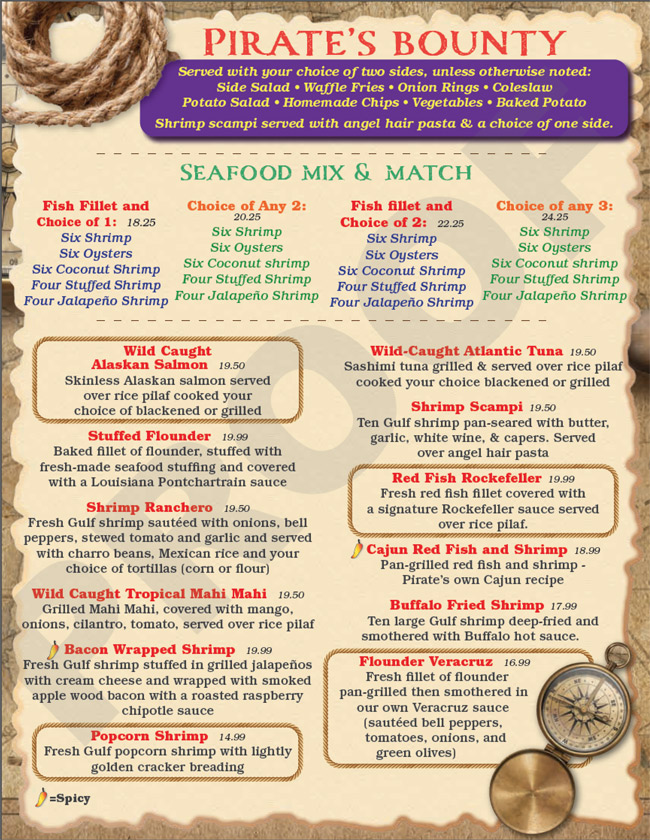 PIRATE'S BOUNTY
Served with your choice of two sides, unless otherwise noted:
Side Salad • Waffle Fries • Onion Rings • Coleslaw
Potato Salad • Homemade Chips • Vegetables • Baked Potato
Shrimp scampi served with angel hair pasta & a choice of one side.
SEAFOOD MIX & MATCH
Fish Fillet and
Choice of 1: 18.25
Six Shrimp
Six Oysters
Six Coconut Shrimp
Four Stuffed Shrimp
Four Jalapeño Shrimp
Choice of Any 2:
20.25
Six Shrimp
Six Oysters
Six Coconut shrimp
Four Stuffed Shrimp
Four Jalapeño Shrimp
Fish fillet and
Choice of 2: 22.25
Six Shrimp
Six Oysters
Six Coconut Shrimp
Four Stuffed Shrimp
Four Jalapeño Shrimp
Choice of any 3:
24.25
Six Shrimp
Six Oysters
Six Coconut shrimp
Four Stuffed Shrimp
Four Jalapeño Shrimp
Wild Caught
Alaskan Salmon 19.50
Skinless Alaskan salmon served
over rice pilaf cooked your
choice of blackened or grilled
Stuffed Flounder 19.99
Baked fillet of flounder, stuffed with
fresh-made seafood stuffing and covered
with a Louisiana Pontchartrain sauce
Shrimp Ranchero 19.50
Fresh Gulf shrimp sautéed with onions, bell
peppers, stewed tomato and garlic and served
with charro beans, Mexican rice and your
choice of tortillas (corn or flour)
Wild Caught Tropical Mahi Mahi 19.50
Grilled Mahi Mahi, covered with mango,
onions, cilantro, tomato, served over rice pilaf
Bacon Wrapped Shrimp 19.99
Fresh Gulf shrimp stuffed in grilled jalapeños
with cream cheese and wrapped with smoked
apple wood bacon with a roasted raspberry
chipotle sauce
Popcorn Shrimp 14.99
Fresh Gulf popcorn shrimp with lightly
golden cracker breading
=Spicy
Wild-Caught Atlantic Tuna 19.50
Sashimi tuna grilled & served over rice pilaf
cooked your choice blackened or grilled
Shrimp Scampi 19.50
Ten Gulf shrimp pan-seared with butter,
garlic, white wine, & capers. Served
over angel hair pasta
Red Fish Rockefeller 19.99
Fresh red fish fillet covered with
a signature Rockefeller sauce served
over rice pilaf.
Cajun Red Fish and Shrimp 18.99
Pan-grilled red fish and shrimp -
Pirate's own Cajun recipe
Buffalo Fried Shrimp 17.99
Ten large Gulf shrimp deep-fried and
smothered with Buffalo hot sauce.
Flounder Veracruz 16.99
Fresh fillet of flounder
pan-grilled then smothered in
our own Veracruz sauce
(sautéed bell peppers,
tomatoes, onions, and
green olives)
PROOF